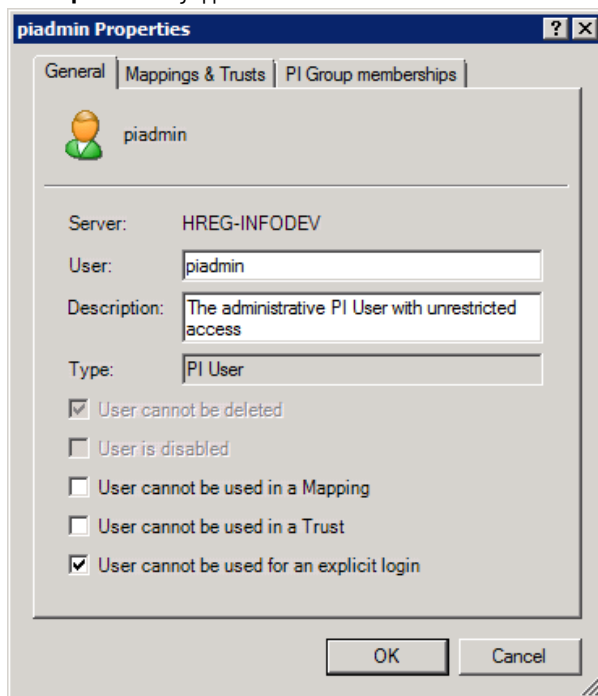 piadmin Properties
General Mappings & Trusts PI Group memberships
piadmin
Server: HREG-INFODEV
User: piadmin
Description: The administrative PI User with unrestricted
access
Type: PI User
User cannot be deleted
User is disabled
User cannot be used in a Mapping
User cannot be used in a Trust
User cannot be used for an explicit login
OK Cancel